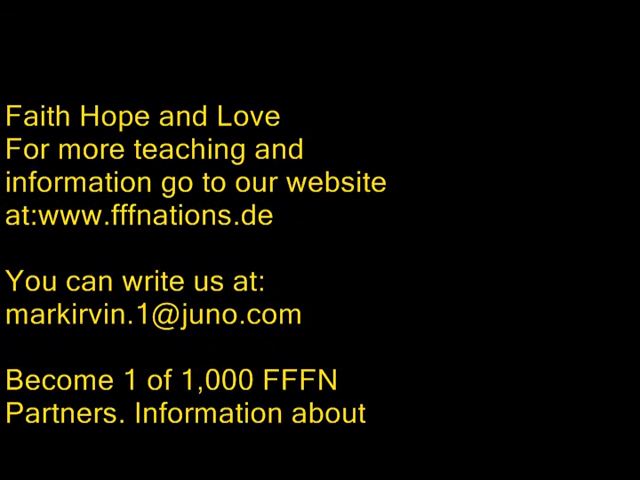 Faith Hope and Love
For more teaching and
information go to our website
at:www.fffnations.de
You can write us at:
markirvin.1@juno.com
Become 1 of 1,000 FFFN
Partners. Information about